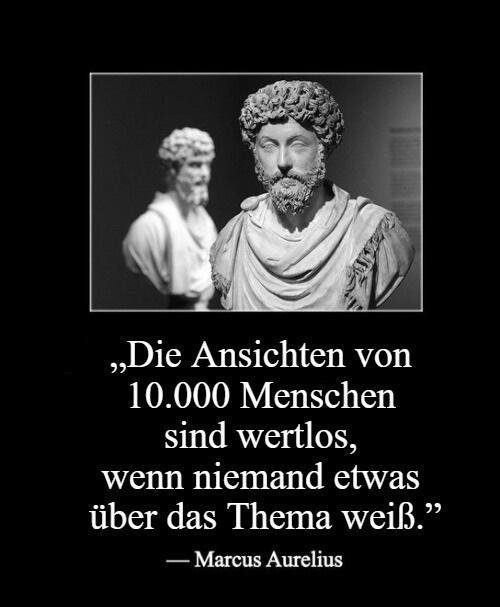 „Die Ansichten von
10.000 Menschen
sind wertlos,
wenn niemand etwas
über das Thema weiß.”
— Marcus Aurelius